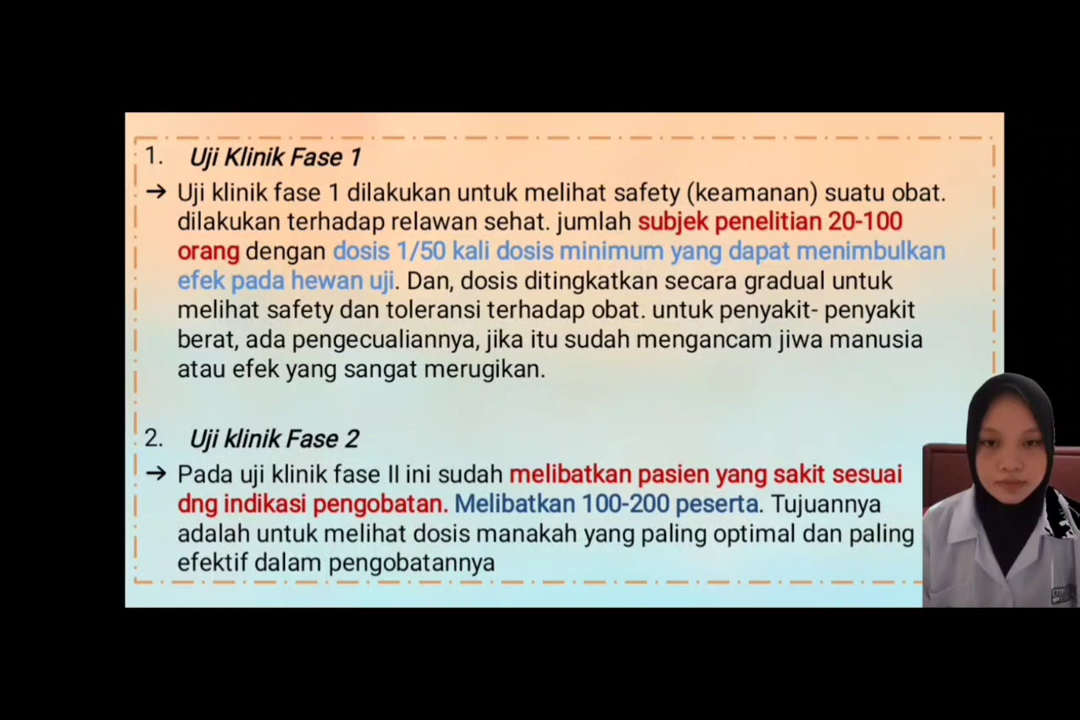 1. Uji Klinik Fase 1
→ Uji klinik fase 1 dilakukan untuk melihat safety (keamanan) suatu obat.
dilakukan terhadap relawan sehat. jumlah subjek penelitian 20-100
orang dengan dosis 1/50 kali dosis minimum yang dapat menimbulkan
efek pada hewan uji. Dan, dosis ditingkatkan secara gradual untuk
melihat safety dan toleransi terhadap obat. untuk penyakit- penyakit
berat, ada pengecualiannya, jika itu sudah mengancam jiwa manusia
atau efek yang sangat merugikan.
2. Uji klinik Fase 2
→ Pada uji klinik fase II ini sudah melibatkan pasien yang sakit sesuai
dng indikasi pengobatan. Melibatkan 100-200 peserta. Tujuannya
adalah untuk melihat dosis manakah yang paling optimal dan paling
efektif dalam pengobatannya